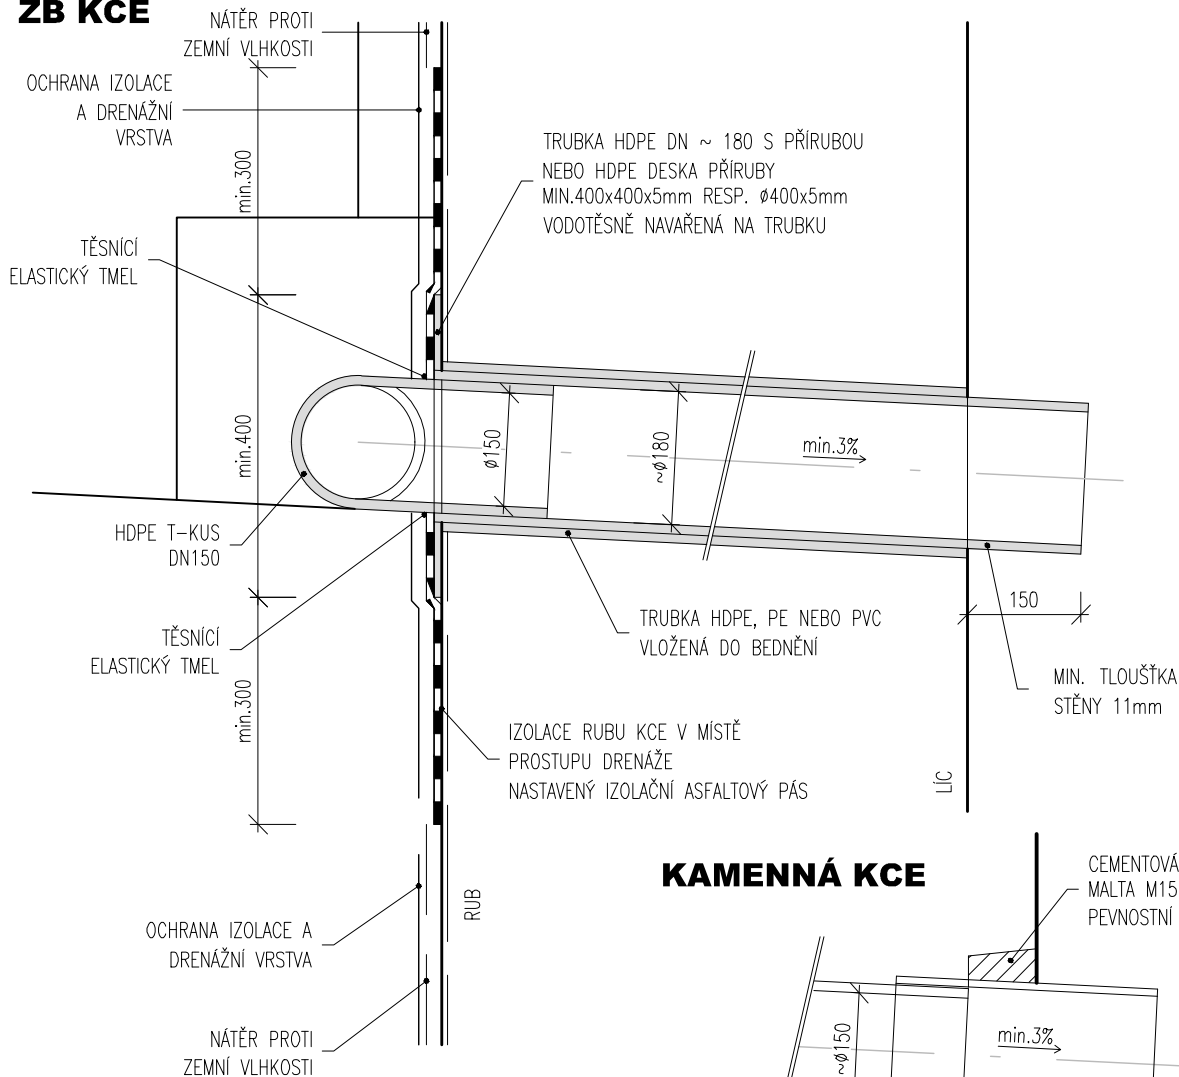 ŽB KCE
NÁTĚR PROTI
ZEMNÍ VLHKOSTI
OCHRANA IZOLACE
A DRENÁŽNÍ
VRSTVA
min.300
TRUBKA HDPE DN ~ 180 S PŘÍRUBOU
NEBO HDPE DESKA PŘÍRUBY
MIN.400x400x5mm RESP. ø400x5mm
VODOTĚSNĚ NAVAŘENÁ NA TRUBKU
TĚSNÍCÍ
ELASTICKÝ TMEL
min.400
ø150
~ø180
min.3%
HDPE T-KUS
DN150
150
TRUBKA HDPE, PE NEBO PVC
VLOŽENÁ DO BEDNĚNÍ
TĚSNÍCÍ
ELASTICKÝ TMEL
MIN. TLOUŠŤKA
STĚNY 11mm
min.300
IZOLACE RUBU KCE V MÍSTĚ
PROSTUPU DRENÁŽE
NASTAVENÝ IZOLAČNÍ ASFALTOVÝ PÁS
LÍC
KAMENNÁ KCE
CEMENTOVÁ
MALTA M15
PEVNOSTNÍ
RUB
OCHRANA IZOLACE A
DRENÁŽNÍ VRSTVA
NÁTĚR PROTI
ZEMNÍ VLHKOSTI
~ø150
min.3%